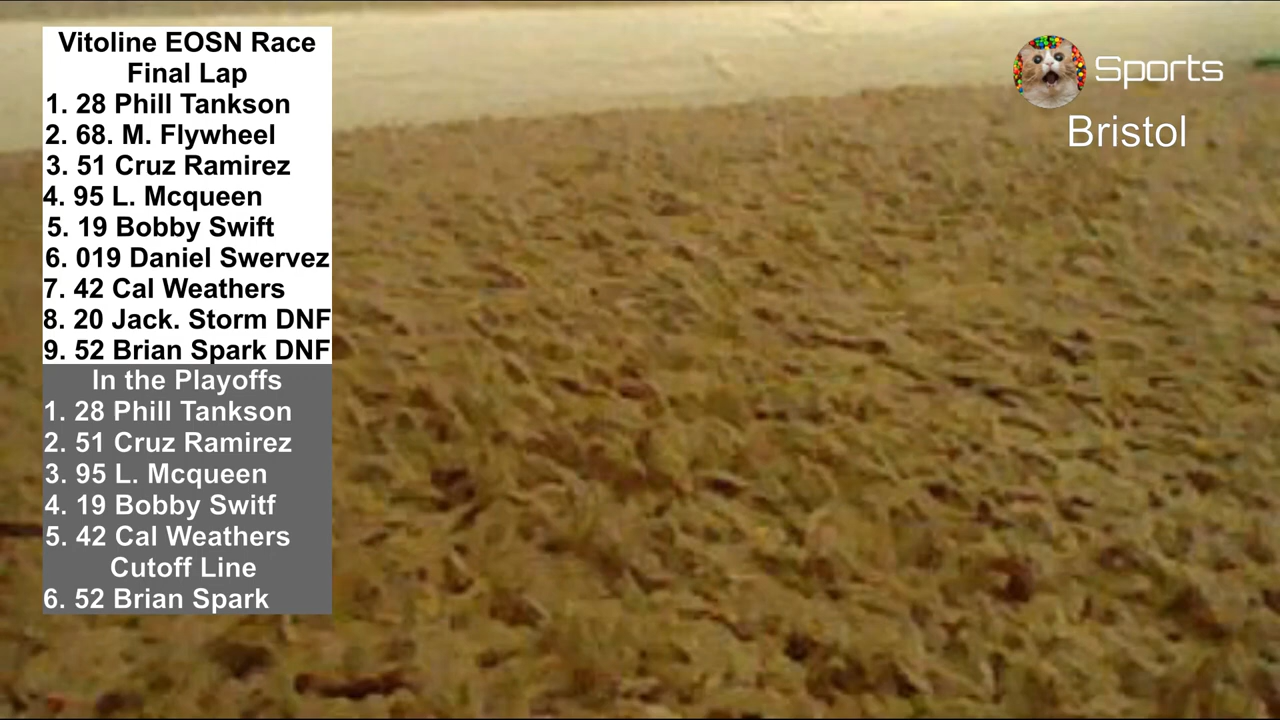 Vitoline EOSN Race
Final Lap
1. 28 Phill Tankson
2. 68. M. Flywheel
3. 51 Cruz Ramirez
4. 95 L. Mcqueen
5. 19 Bobby Swift
6. 019 Daniel Swervez
7. 42 Cal Weathers
8. 20 Jack. Storm DNF
9. 52 Brian Spark DNF
In the Playoffs
1. 28 Phill Tankson
2. 51 Cruz Ramirez
3. 95 L. Mcqueen
4. 19 Bobby Switf
5. 42 Cal Weathers
Cutoff Line
6. 52 Brian Spark
Sports
Bristol